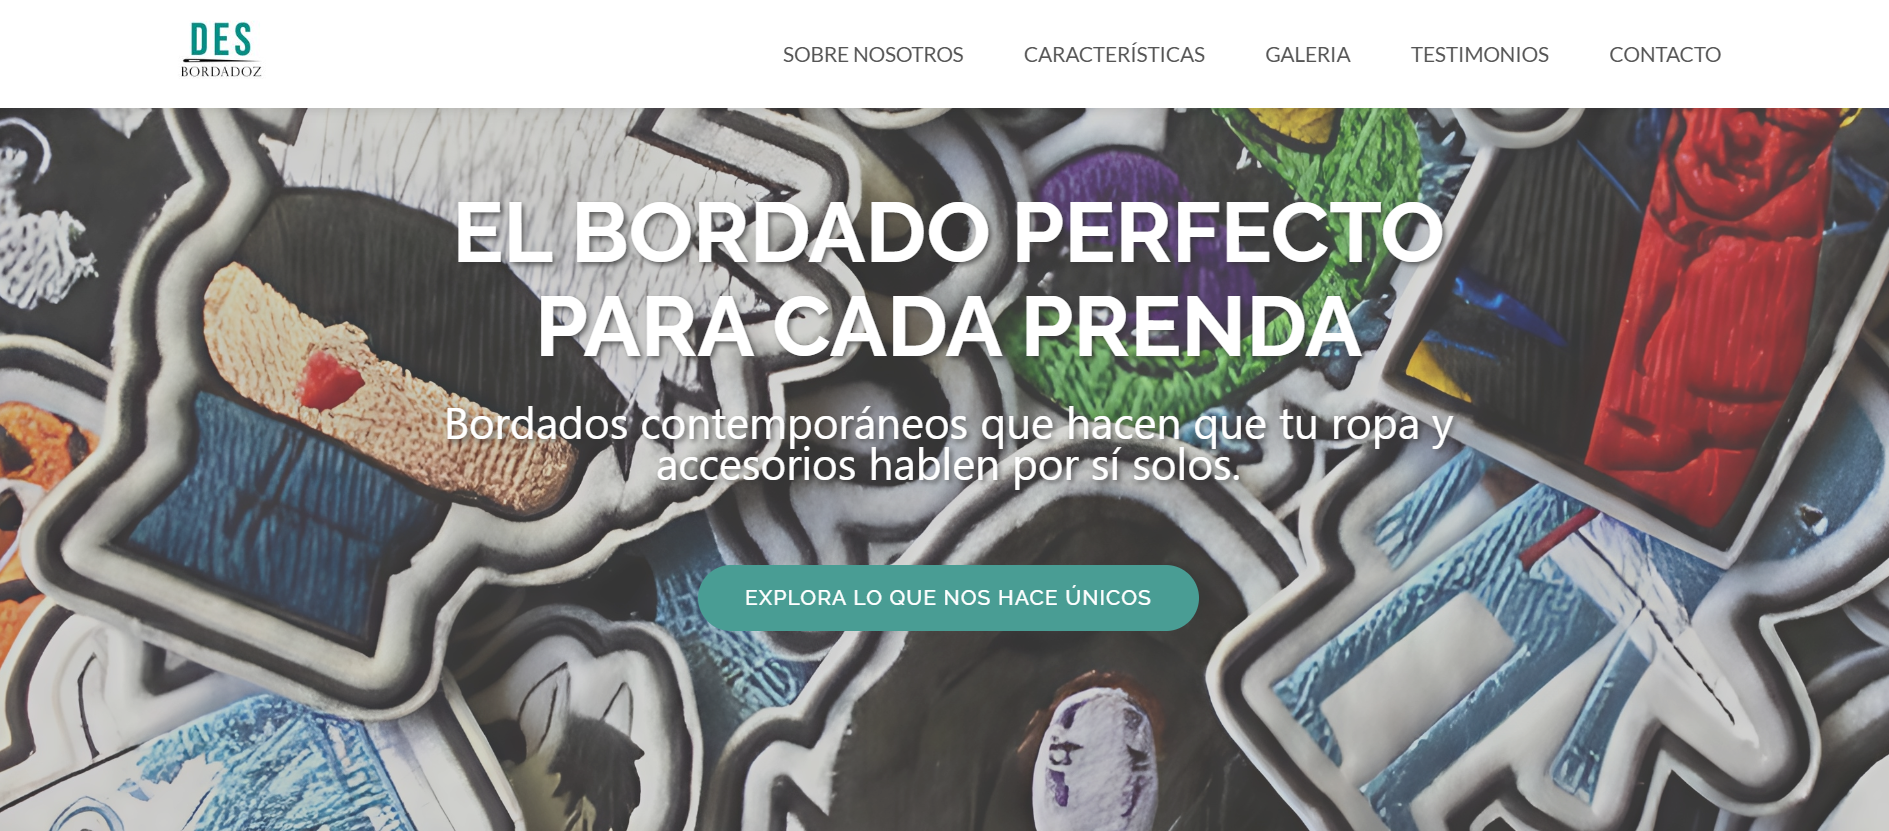 DES
BORDADOZ
SOBRE NOSOTROS
CARACTERÍSTICAS
GALERIA
TESTIMONIOS
CONTACTO
EL BORDADO PERFECTO
PARA CADA PRENDA
Bordados contemporáneos que hacen que tu ropa y
accesorios hablen por sí solos.
EXPLORA LO QUE NOS HACE ÚNICOS